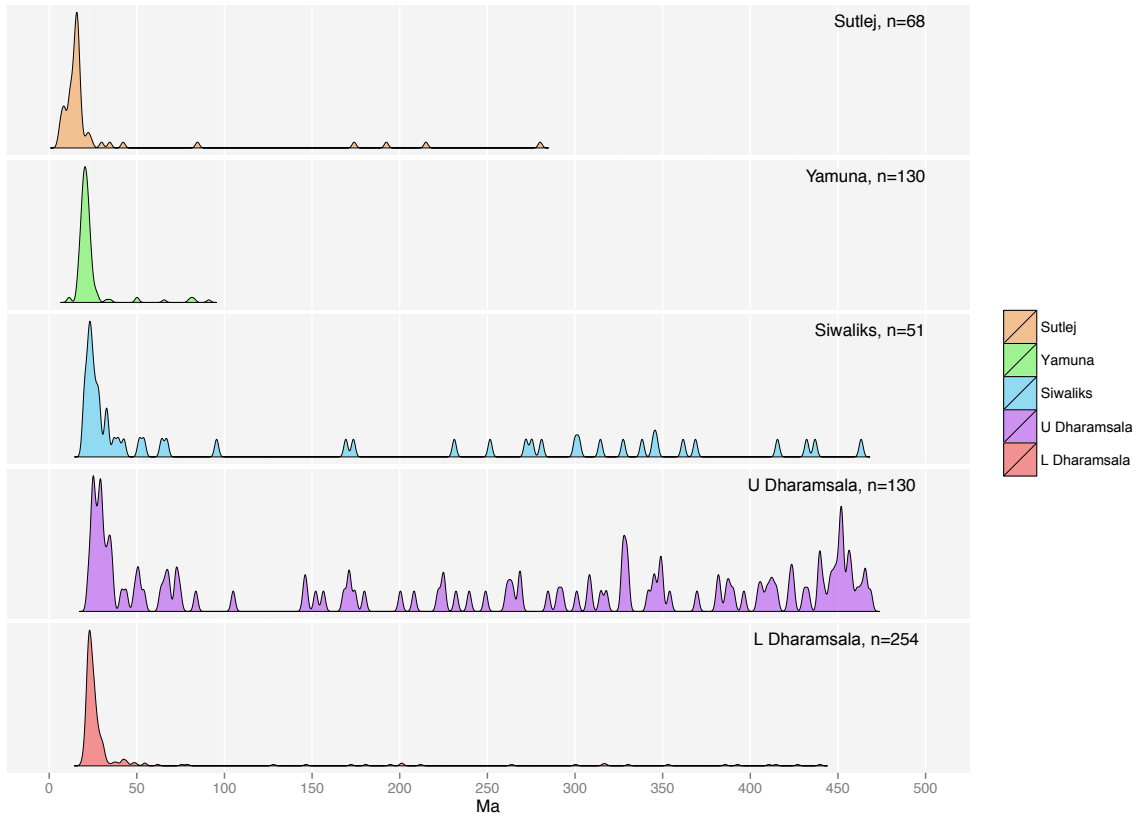 Sutlej, n=68
Yamuna, n=130
Siwaliks, n=51
U Dharamsala, n=130
L Dharamsala, n=254
Sutlej
Yamuna
Siwaliks
U Dharamsala
L Dharamsala
0 50 100 150 200 250 300 350 400 450 500
Ma